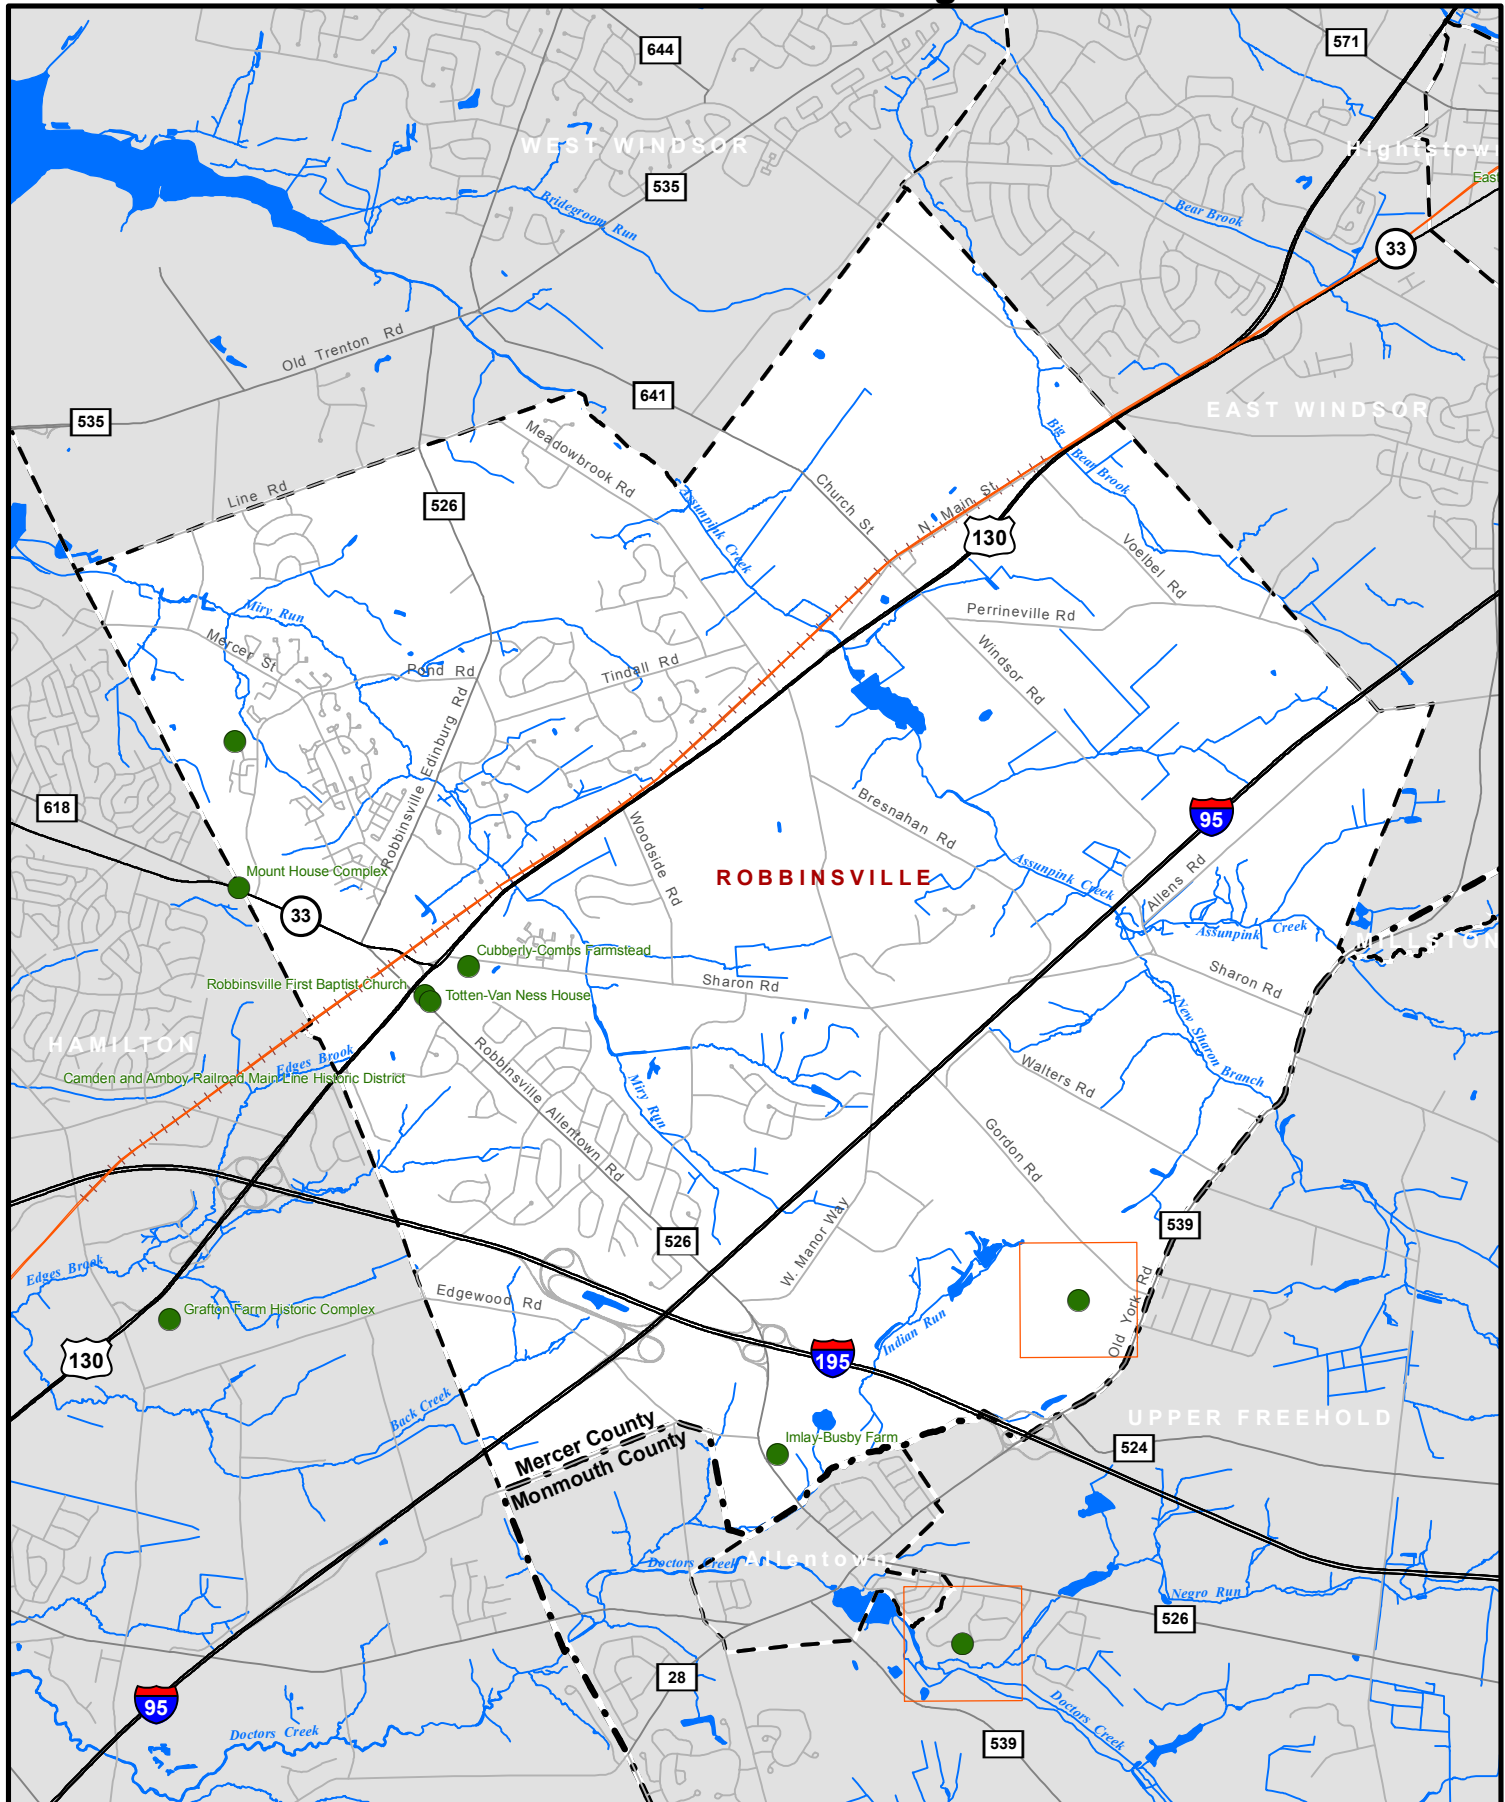 644
571
WEST WINDSOR
Hightstown
535
East
Bridegroom Run
Bear Brook
33
Old Trenton Rd
641
535
EAST WINDSOR
Meadowbrook Rd
Big
Bear Brook
Line Rd
526
Church St
N. Main St
Assunpink Creek
130
Voelbel Rd
Miry Run
Perrineville Rd
Mercer St
Pond Rd
Tindall Rd
Windsor Rd
Robbinsville Edinburg Rd
618
Woodside Rd
Bresnahan Rd
95
Mount House Complex
ROBBINSVILLE
Assunpink Creek
Allens Rd
33
Assunpink Creek
MILLSTON
Cubberly-Combs Farmstead
Robbinsville First Baptist Church
Totten-Van Ness House
Sharon Rd
Sharon Rd
HAMILTON
Edges Brook
New Sharon Branch
Camden and Amboy Railroad Main Line Historic District
Robbinsville Allentown Rd
Miry Run
Walters Rd
Gordon Rd
526
539
W. Manor Way
Edges Brook
Edgewood Rd
Grafton Farm Historic Complex
Indian Run
Old York Rd
130
195
Back Creek
Mercer County
Monmouth County
Imlay-Busby Farm
UPPER FREEHOLD
524
Doctors Creek
Allentown
Negro Run
526
28
95
Doctors Creek
Doctors Creek
539